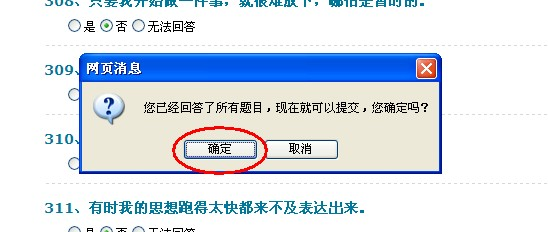 308、只要我开始做一件事，就很难放下，哪怕是暂时的。
是 否 无法回答
309、
网页消息
您已经回答了所有题目，现在就可以提交，您确定吗？
310、
确定 取消
311、有时我的思想跑得太快都来不及表达出来。
是 否 无法回答